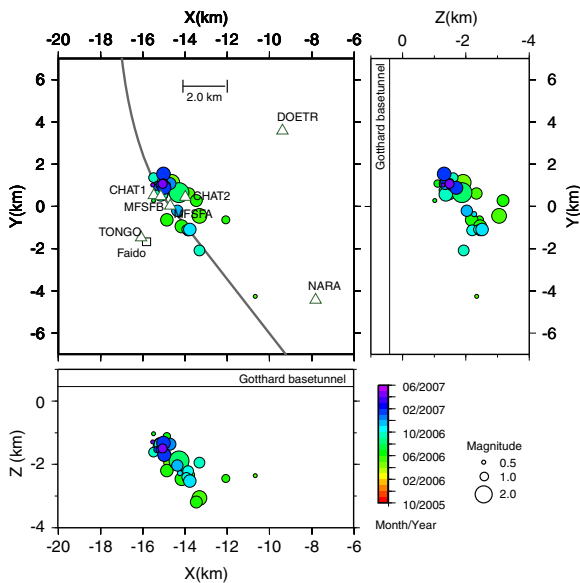 X(km)
Z(km)
-20 -18 -16 -14 -12 -10 -8 -6
0 -2 -4
6
4
2
0
-2
-4
-6
Y(km)
2.0 km
DOETR
CHAT1
CHAT2
MFSFB
MFSFA
TONGO
Faido
NARA
Gotthard basetunnel
6
4
2
0
-2
-4
-6
Y(km)
Gotthard basetunnel
0
-2
-4
Z (km)
-20 -18 -16 -14 -12 -10 -8 -6
X(km)
06/2007
02/2007
10/2006
06/2006
02/2006
10/2005
Month/Year
Magnitude
0.5
1.0
2.0